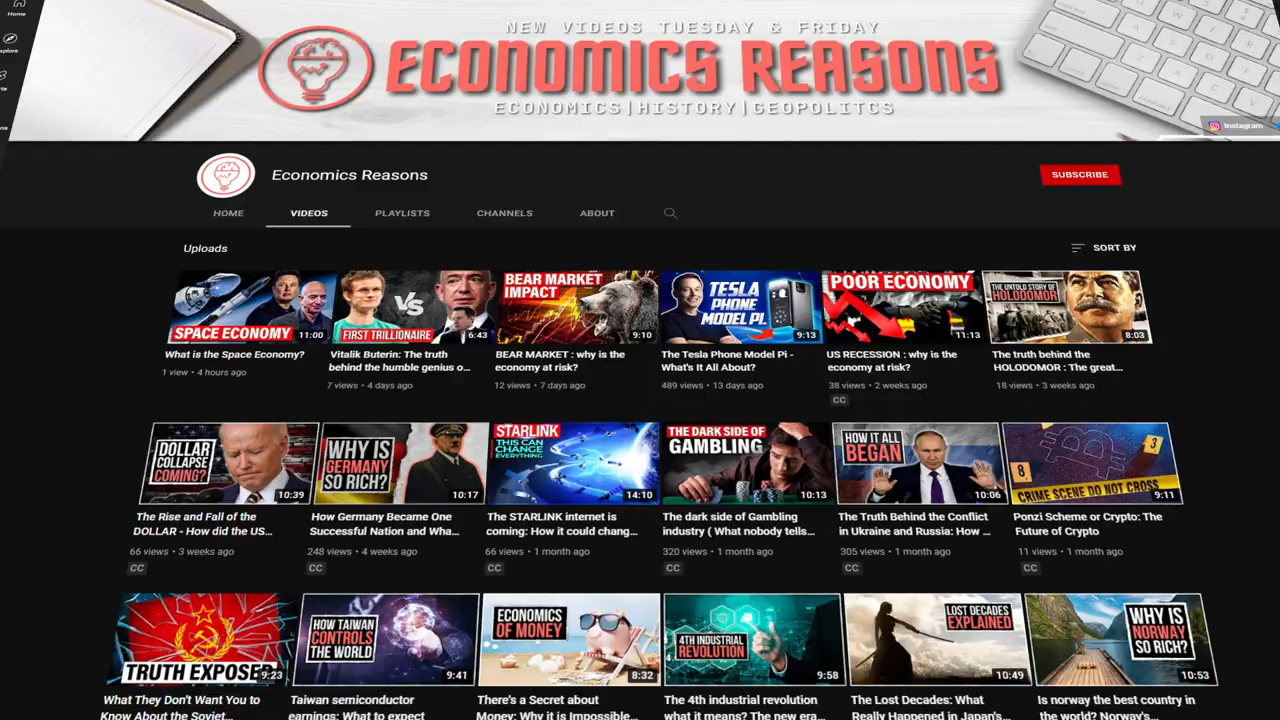 Home
NEW VIDEOS TUESDAY & FRIDAY
ECONOMICS REASONS
ECONOMICS|HISTORY|GEOPOLITCS
Instagram
Economics Reasons
SUBSCRIBE
HOME
VIDEOS
PLAYLISTS
CHANNELS
ABOUT
Uploads
SORT BY
SPACE ECONOMY
11:00
VS
FIRST TRILLIONAIRE
6:43
BEAR MARKET
IMPACT
9:10
TESLA
PHONE
MODEL PI.
9:13
POOR ECONOMY
11:13
THE UNTOLD STORY OF
HOLODOMOR
8:03
What is the Space Economy?
1 view • 4 hours ago
Vitalik Buterin: The truth
behind the humble genius o...
7 views • 4 days ago
BEAR MARKET : why is the
economy at risk?
12 views • 7 days ago
The Tesla Phone Model Pi -
What's It All About?
489 views • 13 days ago
US RECESSION : why is the
economy at risk?
38 views • 2 weeks ago
CC
The truth behind the
HOLODOMOR : The great...
18 views • 3 weeks ago
DOLLAR
COLLAPSE
COMING?
10:39
WHY IS
GERMANY
SO RICH?
10:17
STARLINK
THIS CAN
CHANGE
EVERYTHING
14:10
THE DARK SIDE OF
GAMBLING
10:13
HOW IT ALL
BEGAN
10:06
8
3
CRIME SCENE DO NOT CROSS
9:11
The Rise and Fall of the
DOLLAR - How did the US...
66 views • 3 weeks ago
CC
How Germany Became One
Successful Nation and Wha...
248 views • 4 weeks ago
CC
The STARLINK internet is
coming: How it could chang...
66 views • 1 month ago
CC
The dark side of Gambling
industry ( What nobody tells...
320 views • 1 month ago
CC
The Truth Behind the Conflict
in Ukraine and Russia: How ...
305 views • 1 month ago
CC
Ponzi Scheme or Crypto: The
Future of Crypto
11 views • 1 month ago
CC
TRUTH EXPOSED
9:23
HOW TAIWAN
CONTROLS
THE WORLD
9:41
ECONOMICS
OF MONEY
8:32
4TH INDUSTRIAL
REVOLUTION
9:58
LOST DECADES
EXPLAINED
10:49
WHY IS
NORWAY
SO RICH?
10:53
What They Don't Want You to
Know About the Soviet...
Taiwan semiconductor
earnings: What to expect
There's a Secret about
Money: Why it is Impossible...
The 4th industrial revolution
what it means? The new era...
The Lost Decades: What
Really Happened in Japan's...
Is norway the best country in
the world? Norway's...